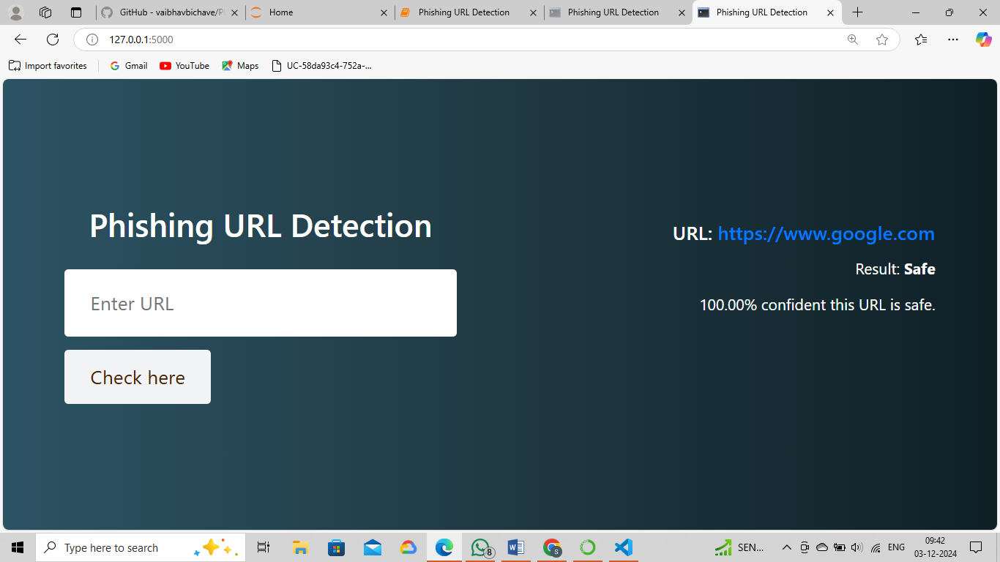 GitHub - vaibhavbichave/P
Home
Phishing URL Detection
Phishing URL Detection
Phishing URL Detection
127.0.0.1:5000
Import favorites
Gmail
YouTube
Maps
UC-58da93c4-752a-...
Phishing URL Detection
Enter URL
Check here
URL: https://www.google.com
Result: Safe
100.00% confident this URL is safe.
Type here to search
8
S
SEN...
ENG
09:42
03-12-2024